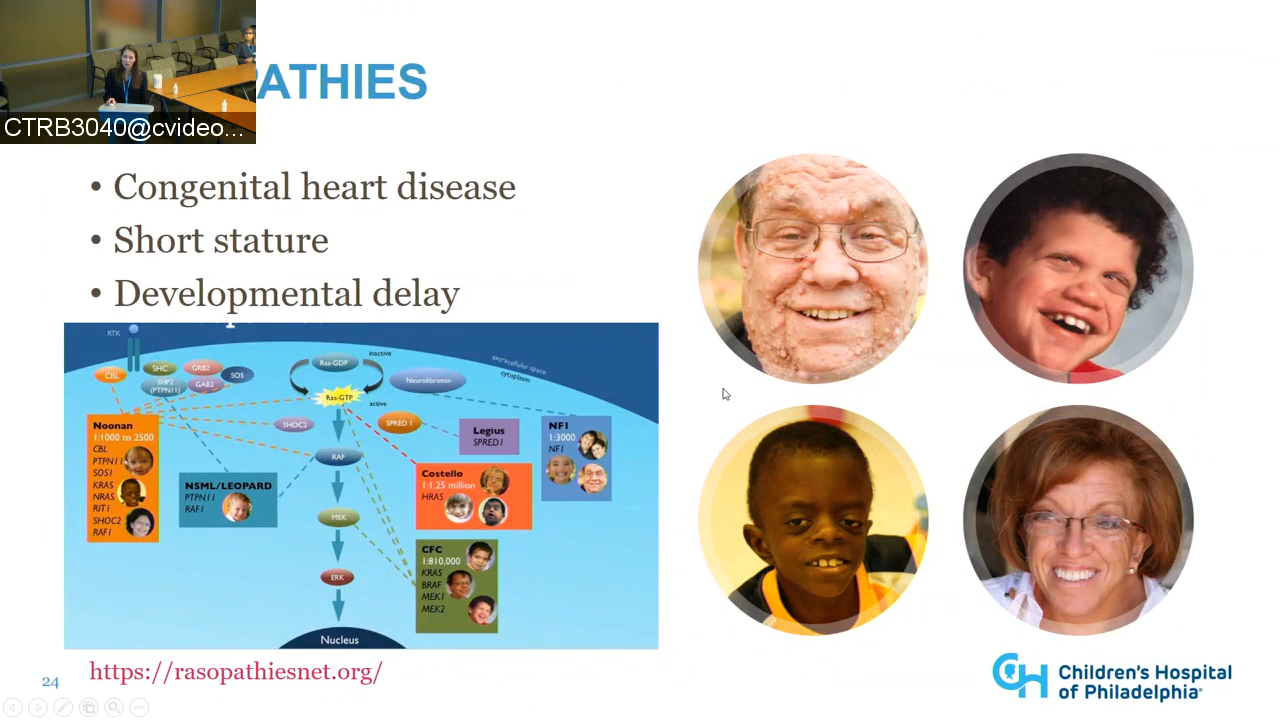 PATHIES
CTRB3040@cvideo...
• Congenital heart disease
• Short stature
• Developmental delay
RTK
CBL
SHC
GRB2
SHP2
(PTPN11)
GAB2
SOS
Ras-GDP
inactive
Ras-GTP
active
Neurofibromin
extracellular space
cytoplasm
SHOC2
SPRED 1
RAF
MEK
ERK
Nucleus
Noonan
1:1000 to 2500
CBL
PTPN11
SOS1
KRAS
NRAS
RIT1
SHOC2
RAF1
NSML/LEOPARD
PTPN11
RAF1
Legius
SPRED1
NF1
1:3000
NF1
Costello
1:1.25 million
HRAS
CFC
1:810,000
KRAS
BRAF
MEK1
MEK2
https://rasopathiesnet.org/
24
Children's Hospital
of Philadelphia®